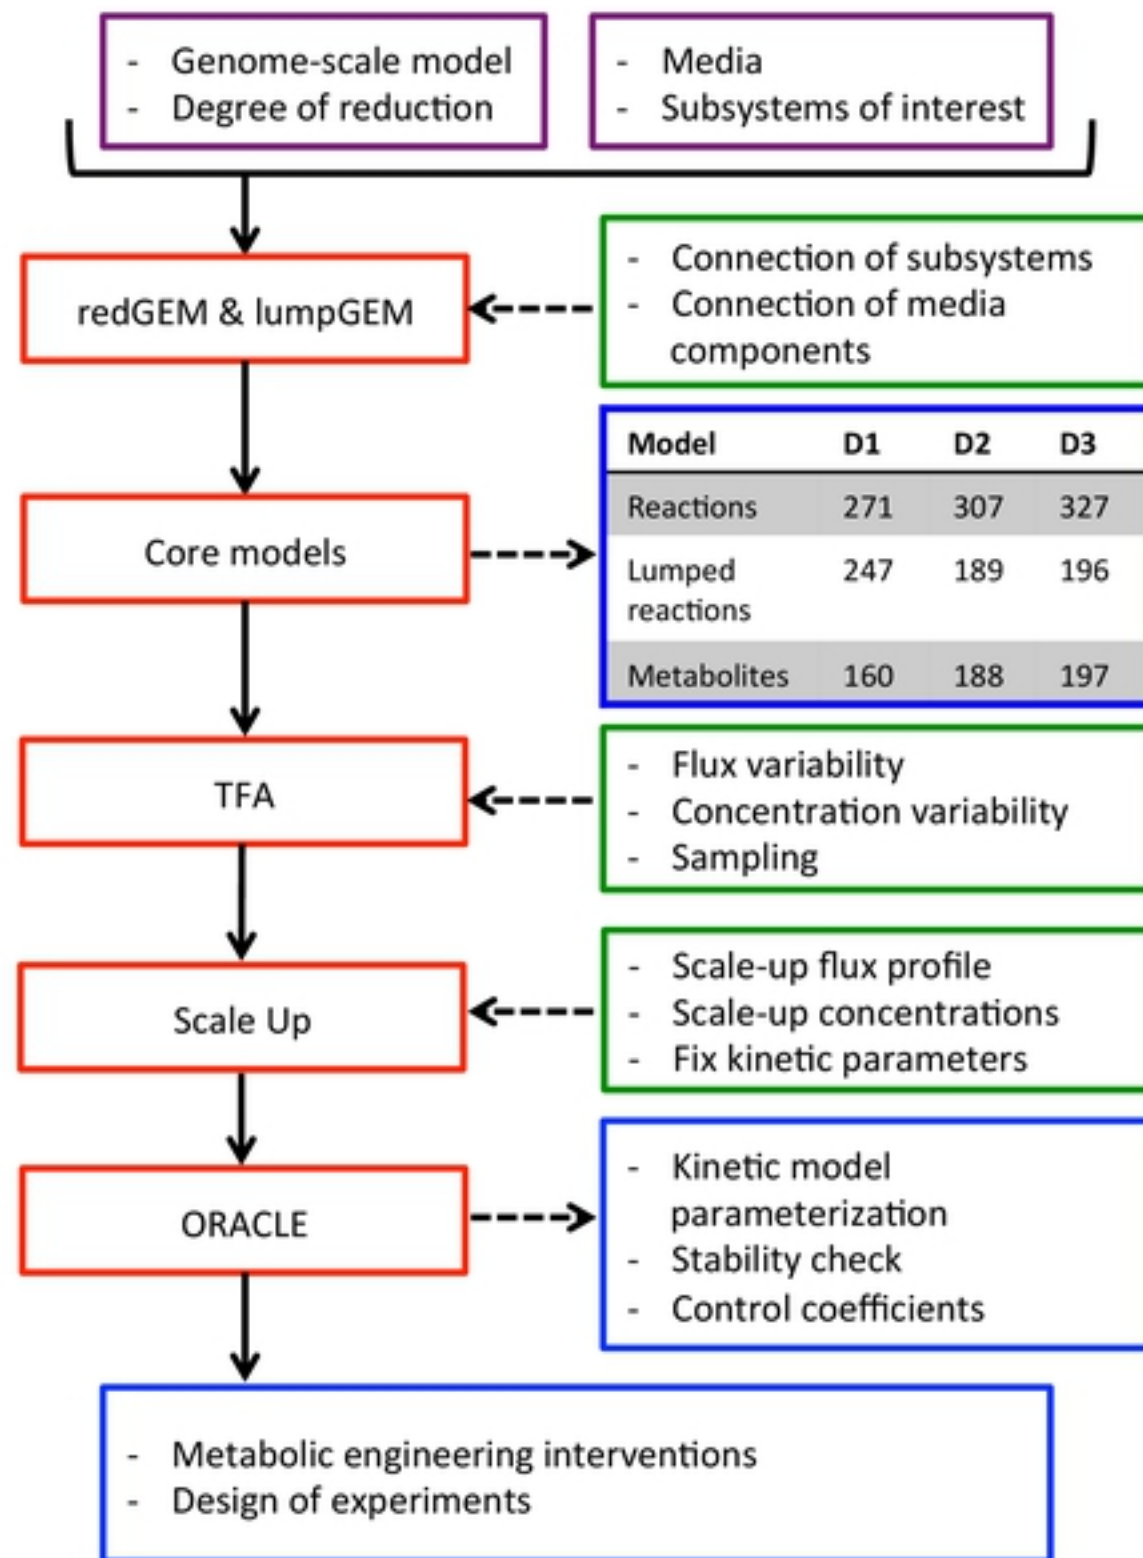 - Genome-scale model
- Degree of reduction
- Media
- Subsystems of interest
redGEM & lumpGEM
- Connection of subsystems
- Connection of media
components
Core models
Model D1 D2 D3
Reactions 271 307 327
Lumped 247 189 196
reactions
Metabolites 160 188 197
TFA
- Flux variability
- Concentration variability
- Sampling
Scale Up
- Scale-up flux profile
- Scale-up concentrations
- Fix kinetic parameters
ORACLE
- Kinetic model
parameterization
- Stability check
- Control coefficients
- Metabolic engineering interventions
- Design of experiments